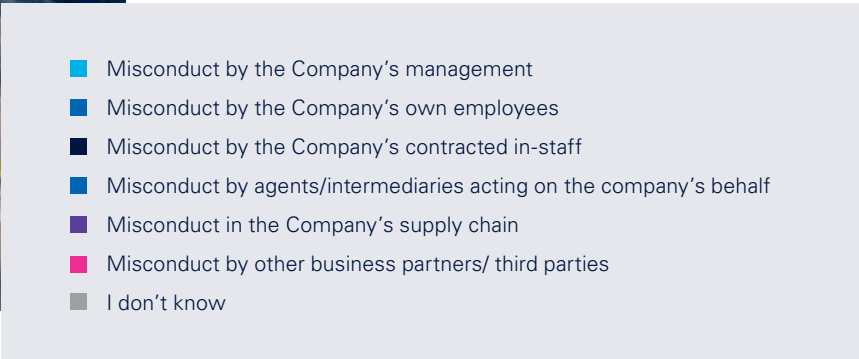 Misconduct by the Company’s management
Misconduct by the Company’s own employees
Misconduct by the Company’s contracted in-staff
Misconduct by agents/intermediaries acting on the company’s behalf
Misconduct in the Company’s supply chain
Misconduct by other business partners/ third parties
I don’t know